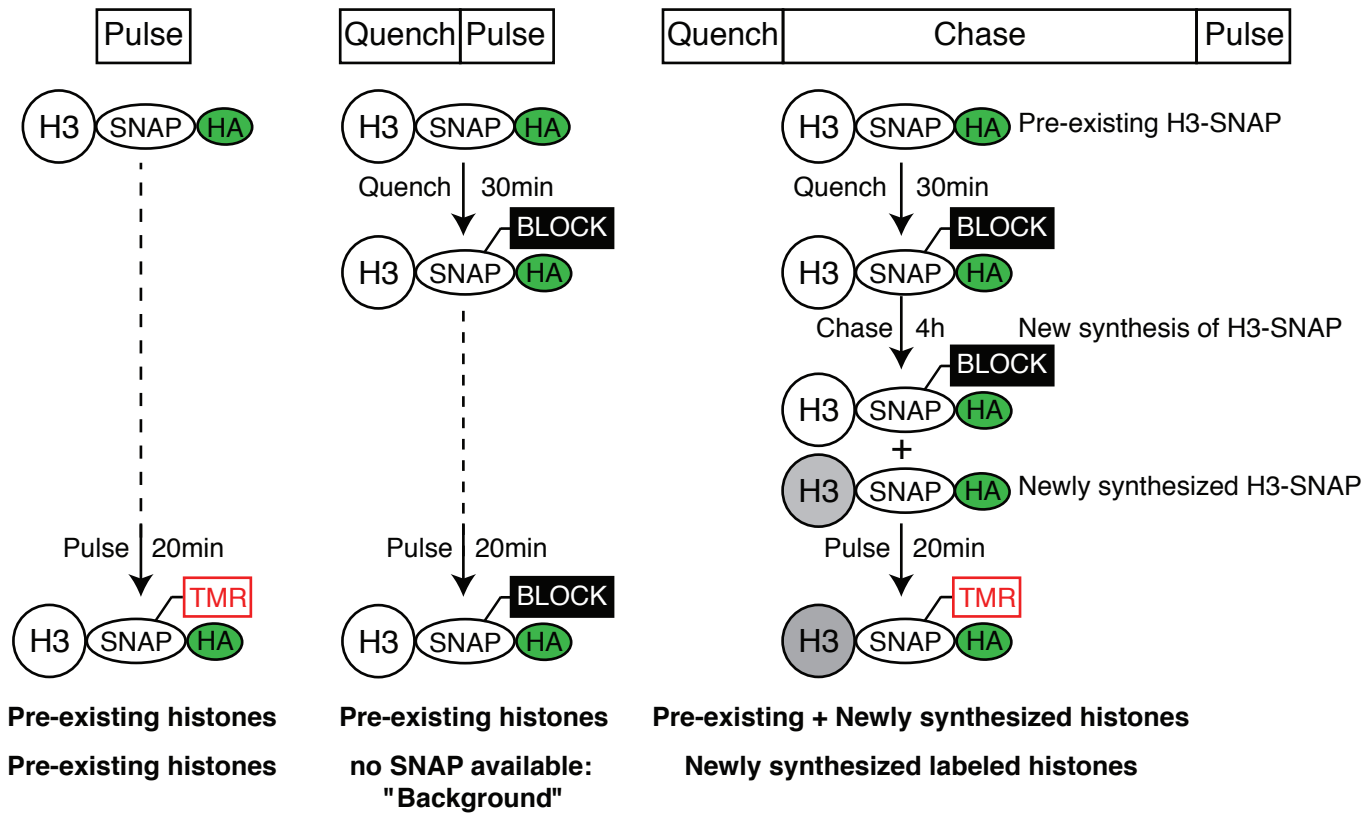 Pulse
H3 SNAP HA
Pulse 20min
TMR
H3 SNAP HA
Pre-existing histones
Pre-existing histones
Quench Pulse
H3 SNAP HA
Quench 30min
BLOCK
H3 SNAP HA
Pulse 20min
BLOCK
H3 SNAP HA
Pre-existing histones
no SNAP available:
"Background"
Quench Chase Pulse
H3 SNAP HA Pre-existing H3-SNAP
Quench 30min
BLOCK
H3 SNAP HA
Chase 4h New synthesis of H3-SNAP
BLOCK
H3 SNAP HA
+
H3 SNAP HA Newly synthesized H3-SNAP
Pulse 20min
TMR
H3 SNAP HA
Pre-existing + Newly synthesized histones
Newly synthesized labeled histones